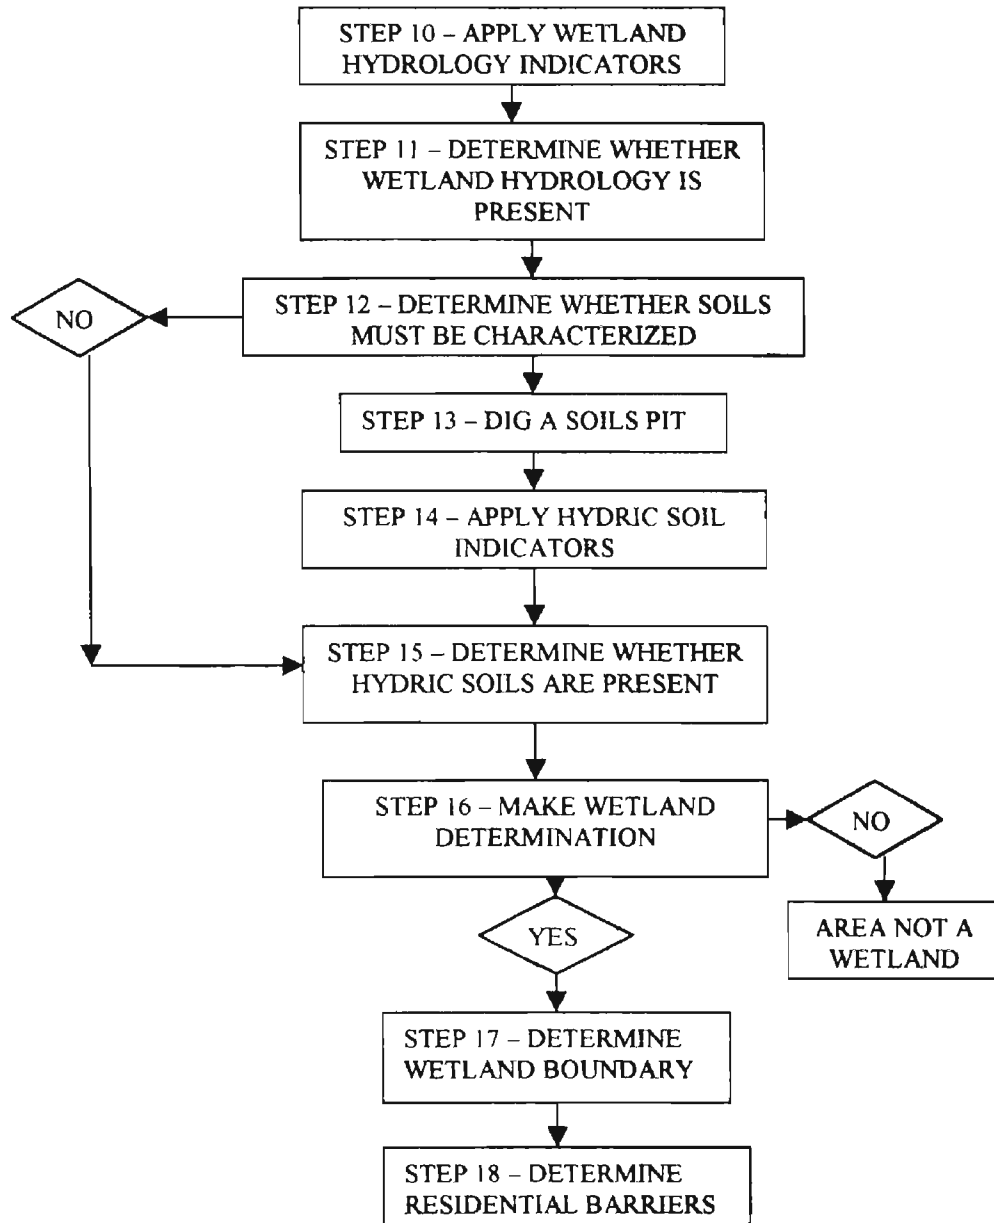 STEP 10 – APPLY WETLAND
HYDROLOGY INDICATORS
STEP 11 – DETERMINE WHETHER
WETLAND HYDROLOGY IS
PRESENT
NO
STEP 12 – DETERMINE WHETHER SOILS
MUST BE CHARACTERIZED
STEP 13 – DIG A SOILS PIT
STEP 14 – APPLY HYDRIC SOIL
INDICATORS
STEP 15 – DETERMINE WHETHER
HYDRIC SOILS ARE PRESENT
STEP 16 – MAKE WETLAND
DETERMINATION
NO
YES
AREA NOT A
WETLAND
STEP 17 – DETERMINE
WETLAND BOUNDARY
STEP 18 – DETERMINE
RESIDENTIAL BARRIERS